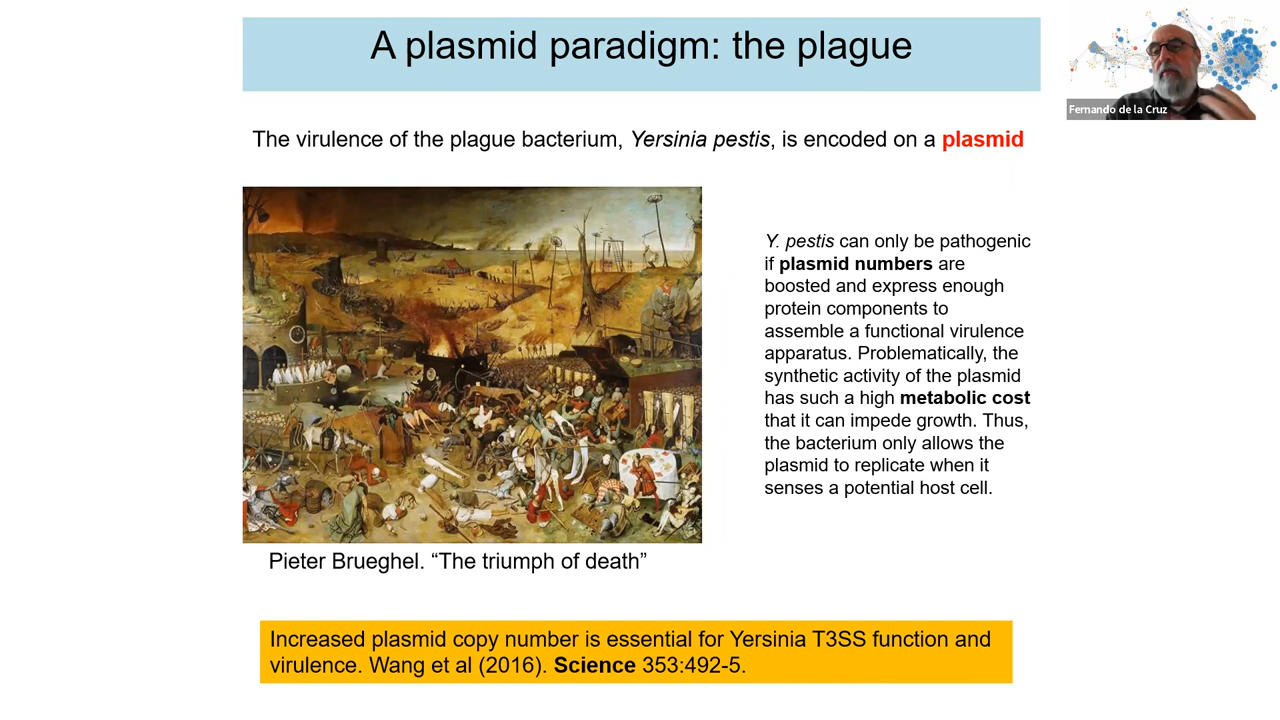 A plasmid paradigm: the plague
Fernando de la Cruz
The virulence of the plague bacterium, Yersinia pestis, is encoded on a plasmid
Y. pestis can only be pathogenic
if plasmid numbers are
boosted and express enough
protein components to
assemble a functional virulence
apparatus. Problematically, the
synthetic activity of the plasmid
has such a high metabolic cost
that it can impede growth. Thus,
the bacterium only allows the
plasmid to replicate when it
senses a potential host cell.
Pieter Brueghel. “The triumph of death”
Increased plasmid copy number is essential for Yersinia T3SS function and
virulence. Wang et al (2016). Science 353:492-5.